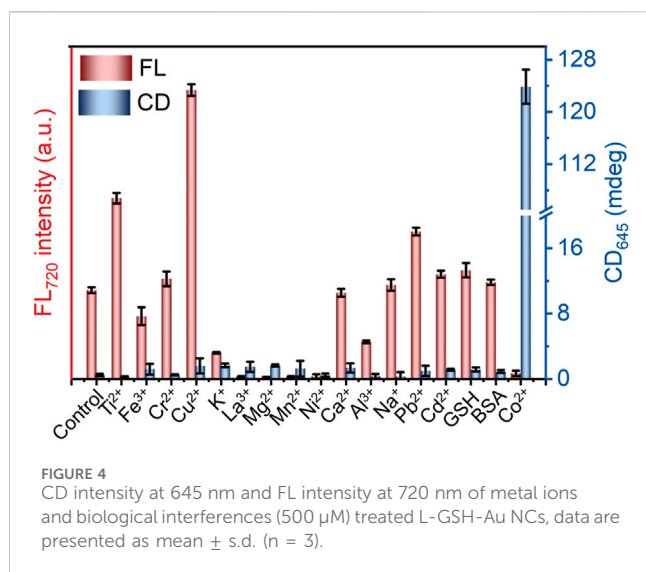 FL
CD
FL₇₂₀ intensity (a.u.)
128
120
112
16
8
0
CD₆₄₅ (mdeg)
Control
Ti²⁺
Fe³⁺
Cr²⁺
Cu²⁺
K⁺
La³⁺
Mg²⁺
Mn²⁺
Ni²⁺
Ca²⁺
Al³⁺
Na⁺
Pb²⁺
Cd²⁺
GSH
BSA
Co²⁺
FIGURE 4
CD intensity at 645 nm and FL intensity at 720 nm of metal ions
and biological interferences (500 μM) treated L-GSH-Au NCs, data are
presented as mean ± s.d. (n = 3).